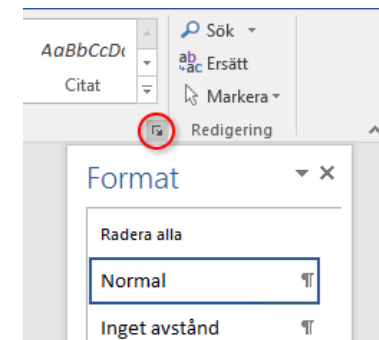 AaBbCcDc
Citat
Sök
Ersätt
Markera
Redigering
Format
Radera alla
Normal ¶
Inget avstånd ¶